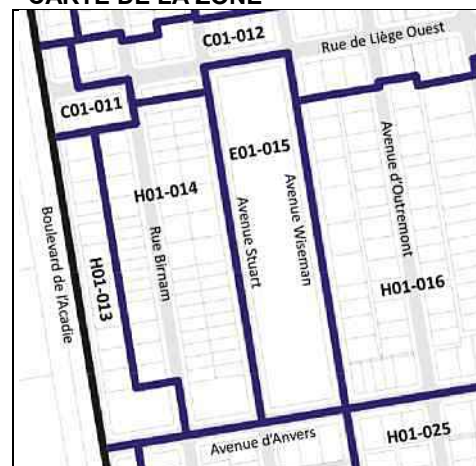 CARTE DE LA ZONE
C01-012
Rue de Liège Ouest
C01-011
E01-015
H01-014
Avenue d'Outremont
Boulevard de l'Acadie
H01-013
Rue Birnam
Avenue Stuart
Avenue Wiseman
H01-016
Avenue d'Anvers
H01-025